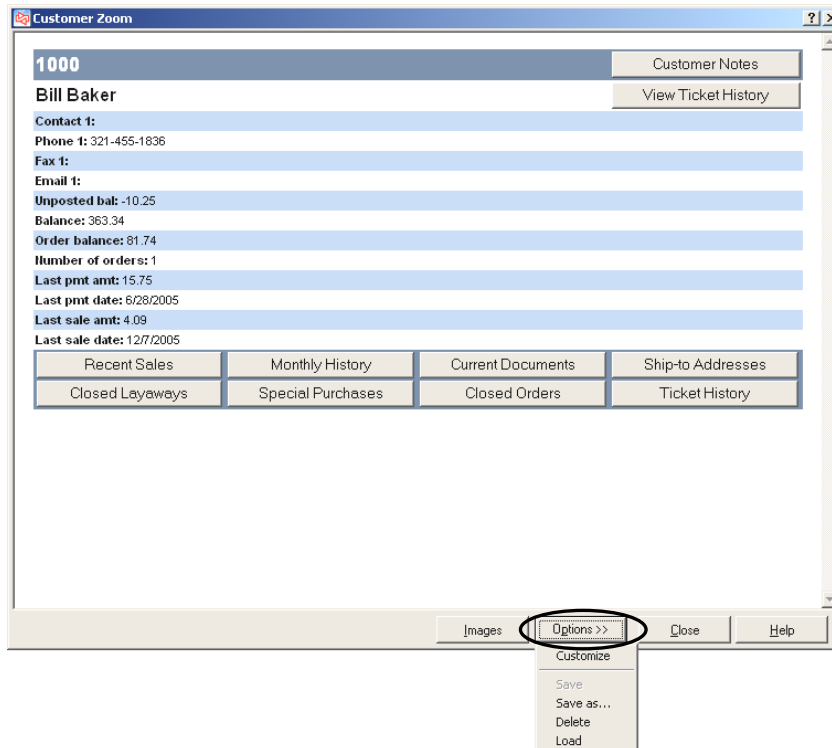 Customer Zoom
1000 Customer Notes
Bill Baker View Ticket History
Contact 1:
Phone 1: 321-455-1836
Fax 1:
Email 1:
Unposted bal: -10.25
Balance: 363.34
Order balance: 81.74
Number of orders: 1
Last pmt amt: 15.75
Last pmt date: 6/28/2005
Last sale amt: 4.09
Last sale date: 12/7/2005
Recent Sales Monthly History Current Documents Ship-to Addresses
Closed Layaways Special Purchases Closed Orders Ticket History
Images Options >> Close Help
Customize
Save
Save as...
Delete
Load